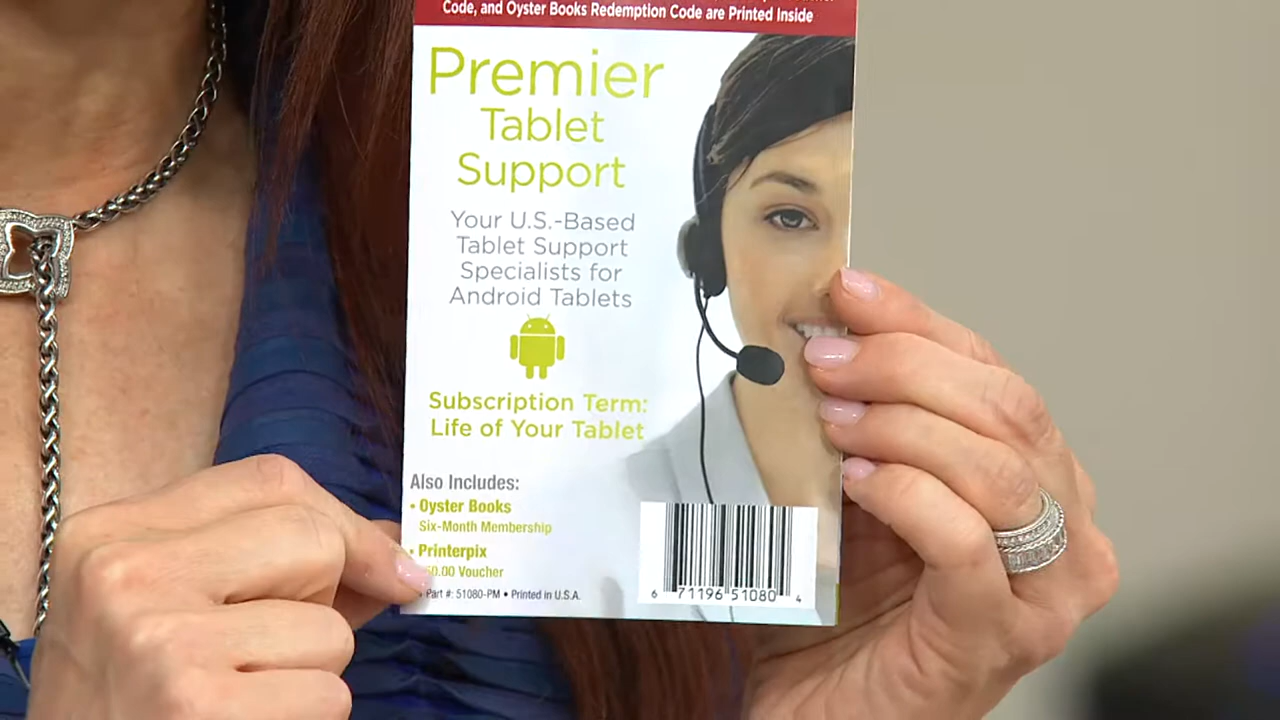 Code, and Oyster Books Redemption Code are Printed Inside
Premier
Tablet
Support
Your U.S.-Based
Tablet Support
Specialists for
Android Tablets
Subscription Term:
Life of Your Tablet
Also Includes:
• Oyster Books
Six-Month Membership
• Printerpix
0.00 Voucher
Part #: 51080-PM • Printed in U.S.A.
6 71196 51080 4